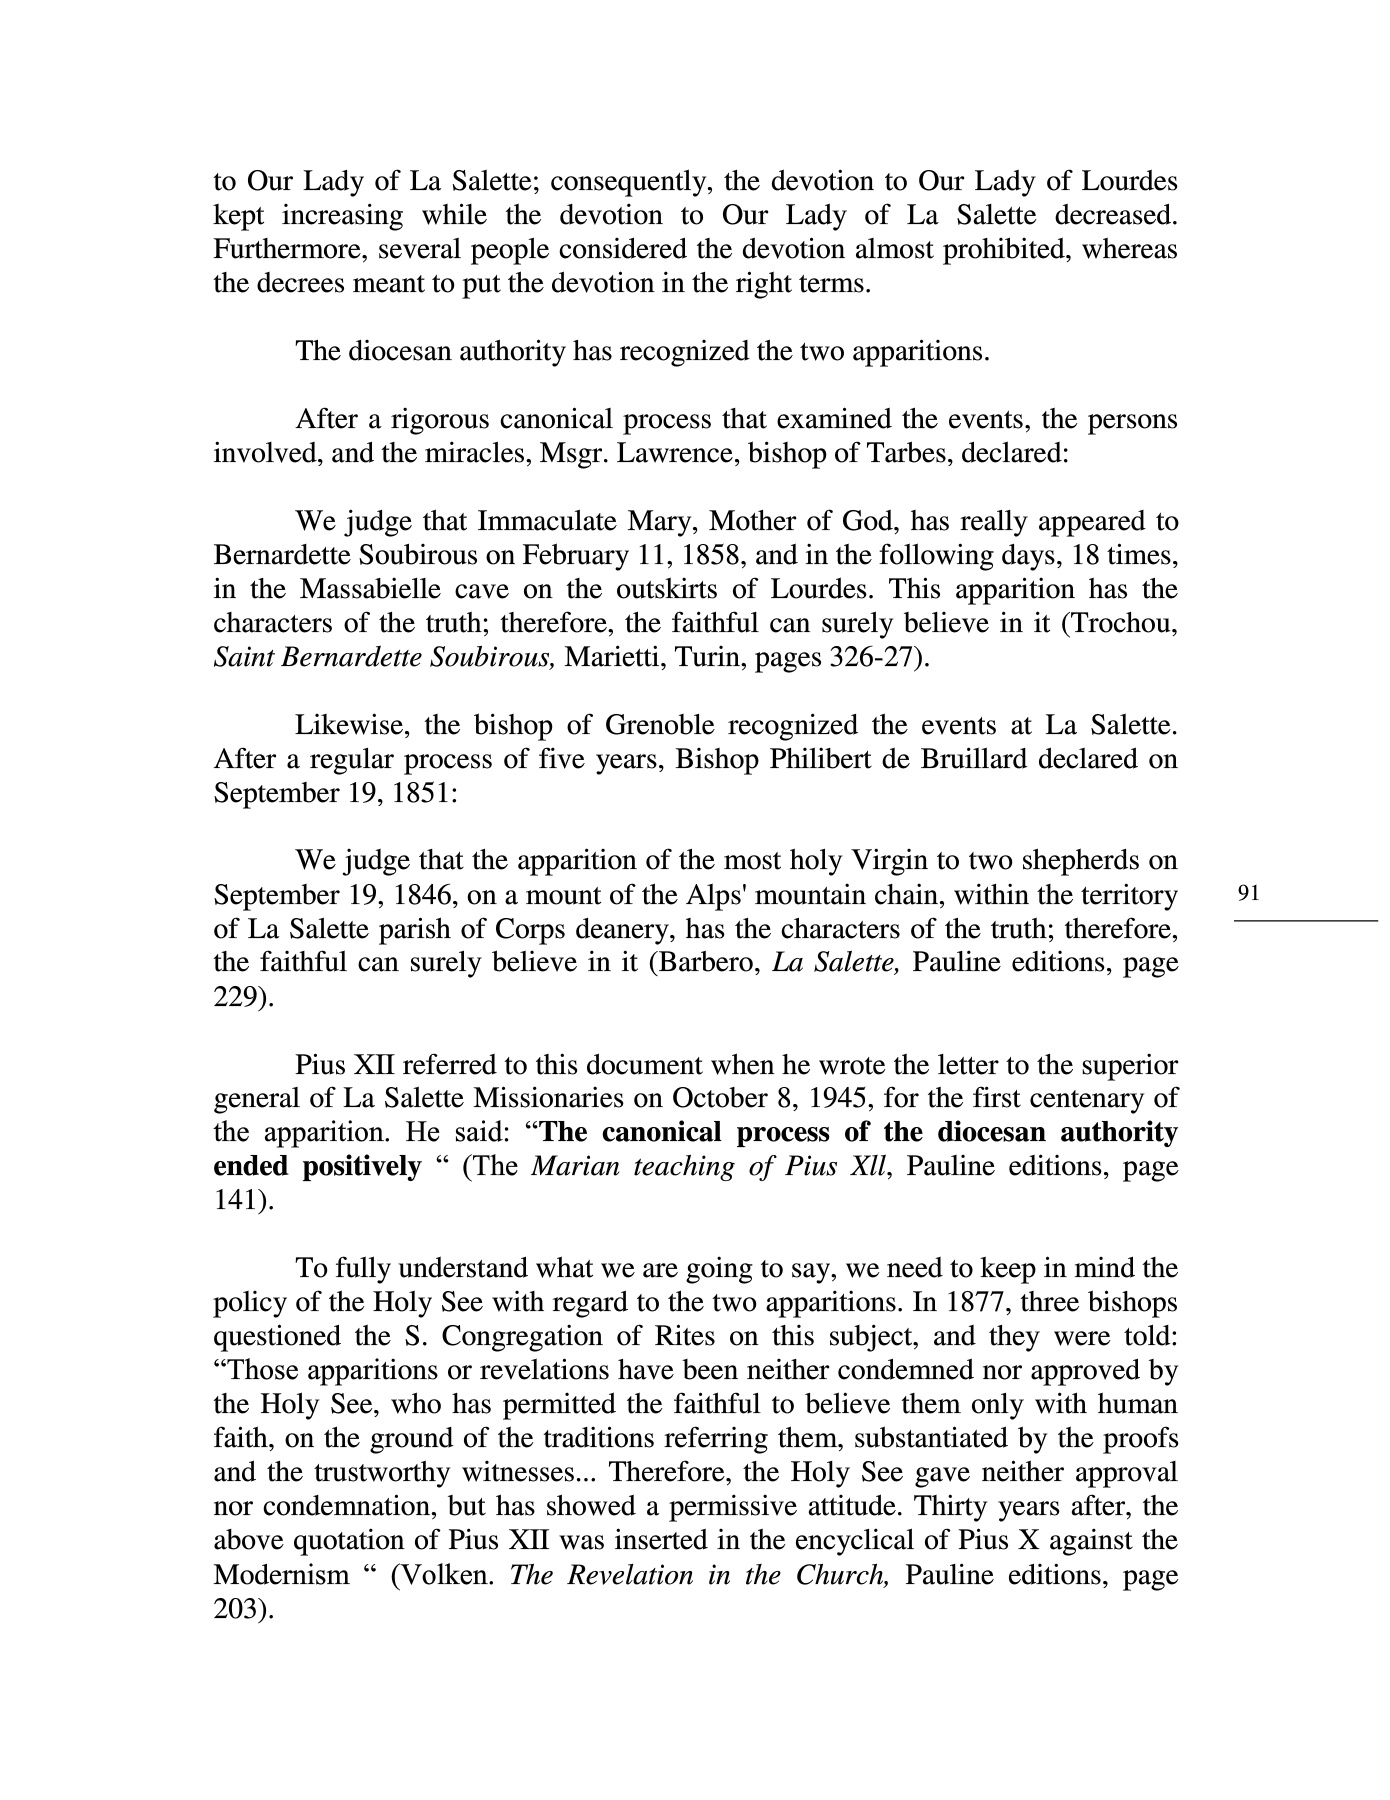 to Our Lady of La Salette; consequently, the devotion to Our Lady of Lourdes
kept increasing while the devotion to Our Lady of La Salette decreased.
Furthermore, several people considered the devotion almost prohibited, whereas
the decrees meant to put the devotion in the right terms.
The diocesan authority has recognized the two apparitions.
After a rigorous canonical process that examined the events, the persons
involved, and the miracles, Msgr. Lawrence, bishop of Tarbes, declared:
We judge that Immaculate Mary, Mother of God, has really appeared to
Bernardette Soubirous on February 11, 1858, and in the following days, 18 times,
in the Massabielle cave on the outskirts of Lourdes. This apparition has the
characters of the truth; therefore, the faithful can surely believe in it (Trochou,
Saint Bernardette Soubirous, Marietti, Turin, pages 326-27).
Likewise, the bishop of Grenoble recognized the events at La Salette.
After a regular process of five years, Bishop Philibert de Bruillard declared on
September 19, 1851:
We judge that the apparition of the most holy Virgin to two shepherds on
September 19, 1846, on a mount of the Alps' mountain chain, within the territory
of La Salette parish of Corps deanery, has the characters of the truth; therefore,
the faithful can surely believe in it (Barbero, La Salette, Pauline editions, page
229).
91
Pius XII referred to this document when he wrote the letter to the superior
general of La Salette Missionaries on October 8, 1945, for the first centenary of
the apparition. He said: “The canonical process of the diocesan authority
ended positively “ (The Marian teaching of Pius Xll, Pauline editions, page
141).
To fully understand what we are going to say, we need to keep in mind the
policy of the Holy See with regard to the two apparitions. In 1877, three bishops
questioned the S. Congregation of Rites on this subject, and they were told:
“Those apparitions or revelations have been neither condemned nor approved by
the Holy See, who has permitted the faithful to believe them only with human
faith, on the ground of the traditions referring them, substantiated by the proofs
and the trustworthy witnesses... Therefore, the Holy See gave neither approval
nor condemnation, but has showed a permissive attitude. Thirty years after, the
above quotation of Pius XII was inserted in the encyclical of Pius X against the
Modernism “ (Volken. The Revelation in the Church, Pauline editions, page
203).